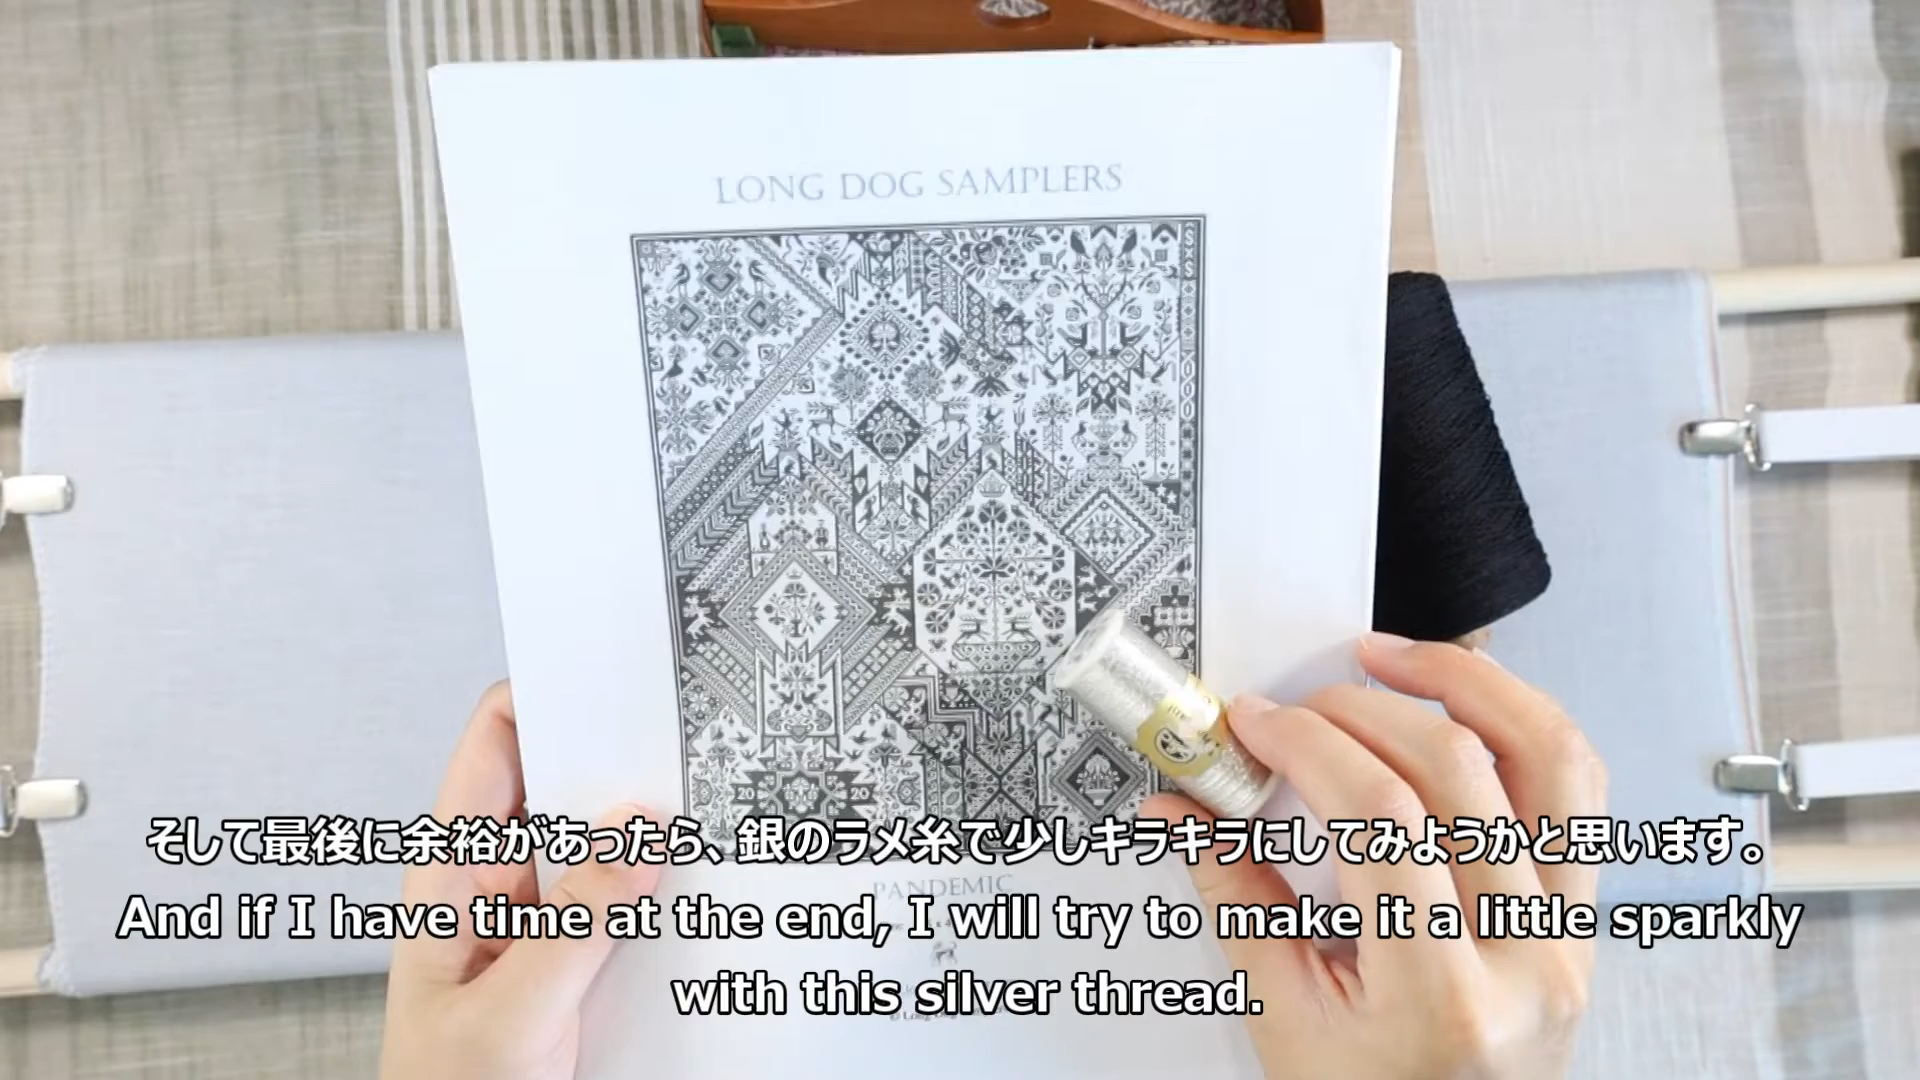 LONG DOG SAMPLERS
20 20
そして最後に余裕があったら、銀のラメ糸で少しキラキラにしてみようかと思います。
PANDEMIC
And if I have time at the end, I will try to make it a little sparkly
with this silver thread.